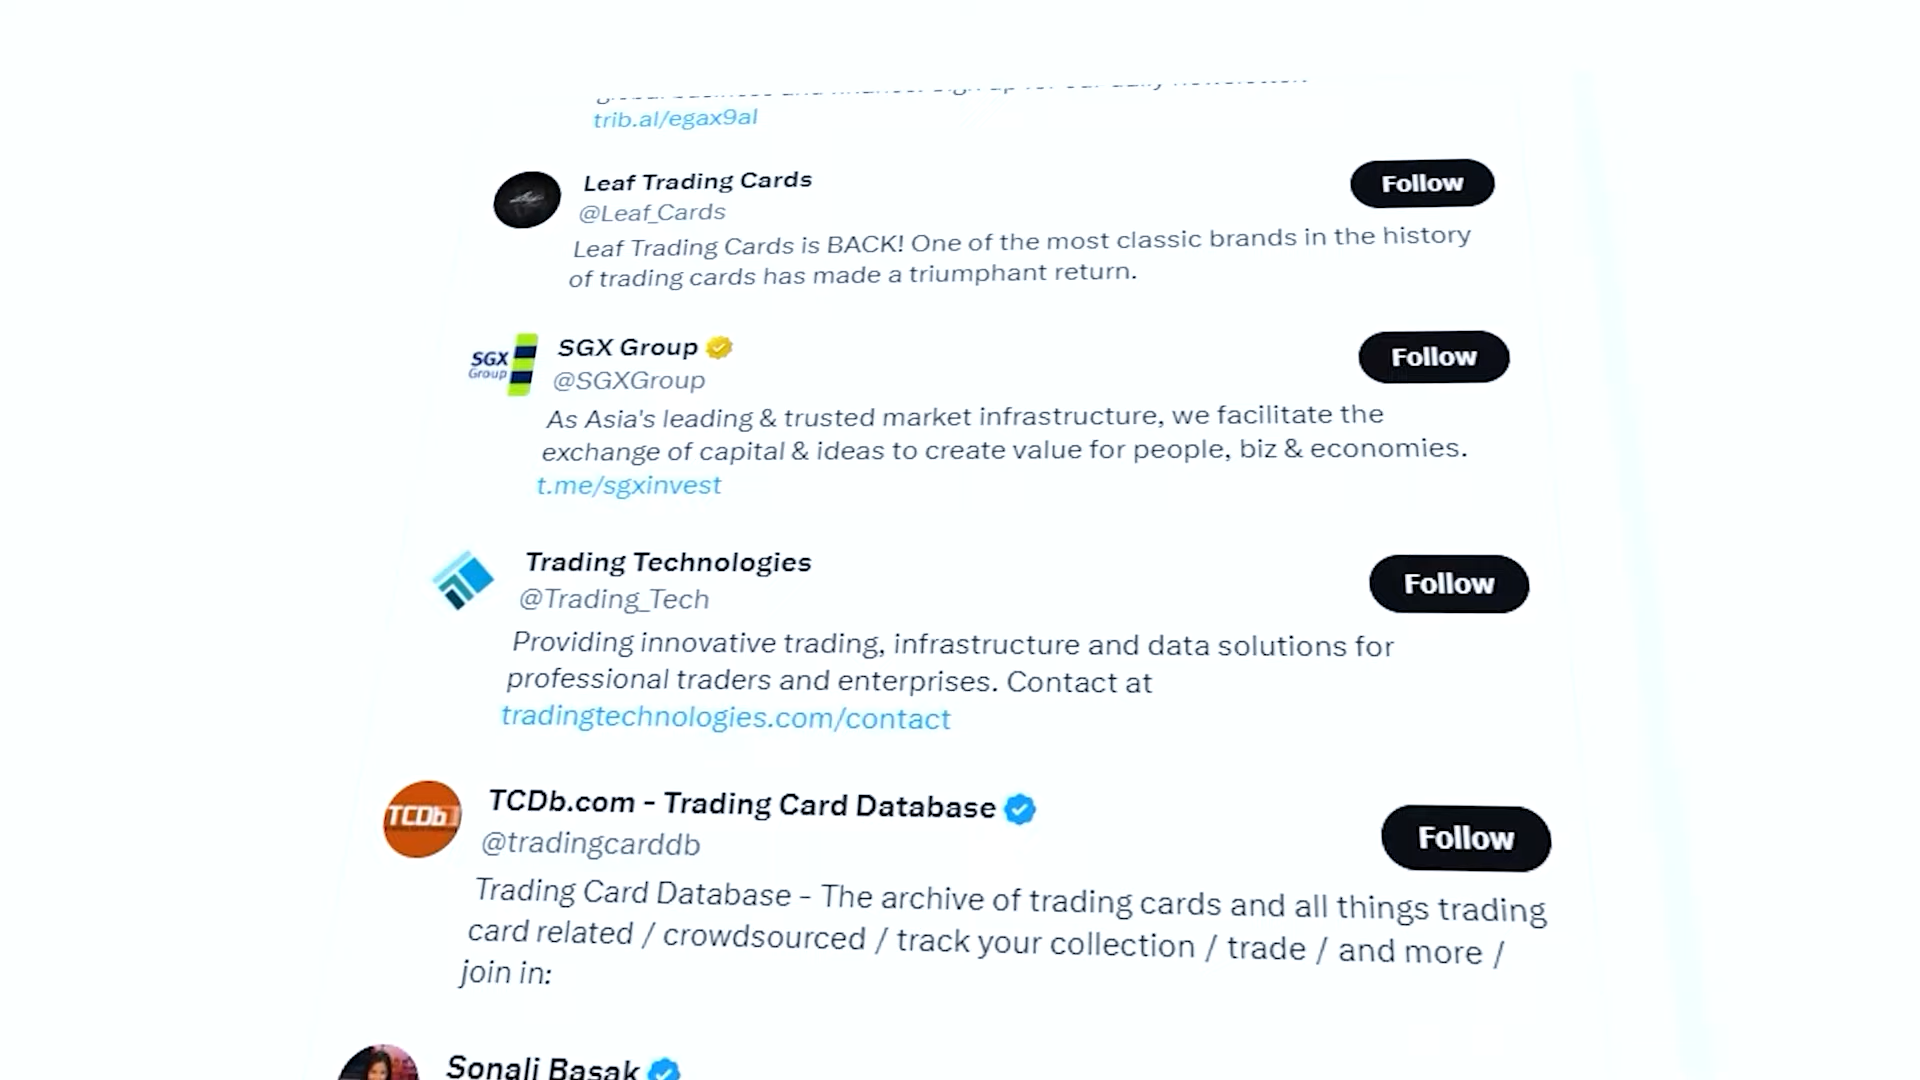 trib.al/egax9al
Leaf Trading Cards
Follow
@Leaf_Cards
Leaf Trading Cards is BACK! One of the most classic brands in the history
of trading cards has made a triumphant return.
SGX
Group
SGX Group
Follow
@SGXGroup
As Asia's leading & trusted market infrastructure, we facilitate the
exchange of capital & ideas to create value for people, biz & economies.
t.me/sgxinvest
Trading Technologies
Follow
@Trading_Tech
Providing innovative trading, infrastructure and data solutions for
professional traders and enterprises. Contact at
tradingtechnologies.com/contact
TCDb
TCDb.com - Trading Card Database
Follow
@tradingcarddb
Trading Card Database - The archive of trading cards and all things trading
card related / crowdsourced / track your collection / trade / and more /
join in:
Sonali Basak